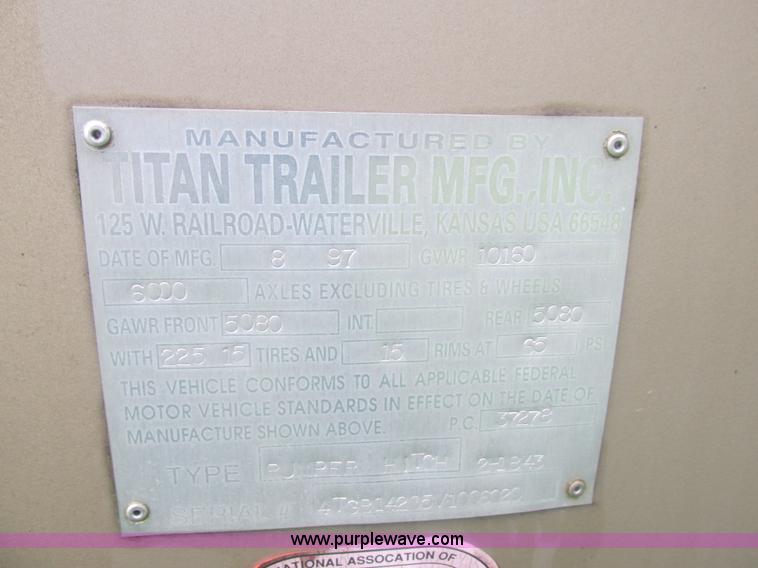 MANUFACTURED BY
TITAN TRAILER MFG., INC.
125 W. RAILROAD-WATERVILLE, KANSAS USA 66548
DATE OF MFG. 8 97 GVWR 10160
6000 AXLES EXCLUDING TIRES & WHEELS
GAWR FRONT 5080 INT. REAR 5080
WITH 225 15 TIRES AND 15 RIMS AT 65 PSI
THIS VEHICLE CONFORMS TO ALL APPLICABLE FEDERAL
MOTOR VEHICLE STANDARDS IN EFFECT ON THE DATE OF
MANUFACTURE SHOWN ABOVE. P.C. 37278
TYPE HITCH
SERIAL #
www.purplewave.com
NATIONAL ASSOCATION OF